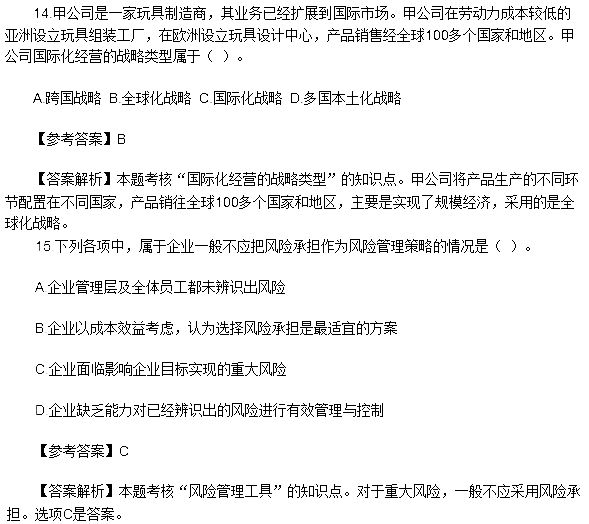 14.甲公司是一家玩具制造商，其业务已经扩展到国际市场。甲公司在劳动力成本较低的
亚洲设立玩具组装工厂，在欧洲设立玩具设计中心，产品销售经全球100多个国家和地区。甲
公司国际化经营的战略类型属于（ ）。
A.跨国战略 B.全球化战略 C.国际化战略 D.多国本土化战略
【参考答案】B
【答案解析】本题考核“国际化经营的战略类型”的知识点。甲公司将产品生产的不同环
节配置在不同国家，产品销往全球100多个国家和地区，主要是实现了规模经济，采用的是全
球化战略。
15 下列各项中，属于企业一般不应把风险承担作为风险管理策略的情况是（ ）。
A 企业管理层及全体员工都未辨识出风险
B 企业以成本效益考虑，认为选择风险承担是最适宜的方案
C 企业面临影响企业目标实现的重大风险
D 企业缺乏能力对已经辨识出的风险进行有效管理与控制
【参考答案】C
【答案解析】本题考核“风险管理工具”的知识点。对于重大风险，一般不应采用风险承
担。选项C是答案。